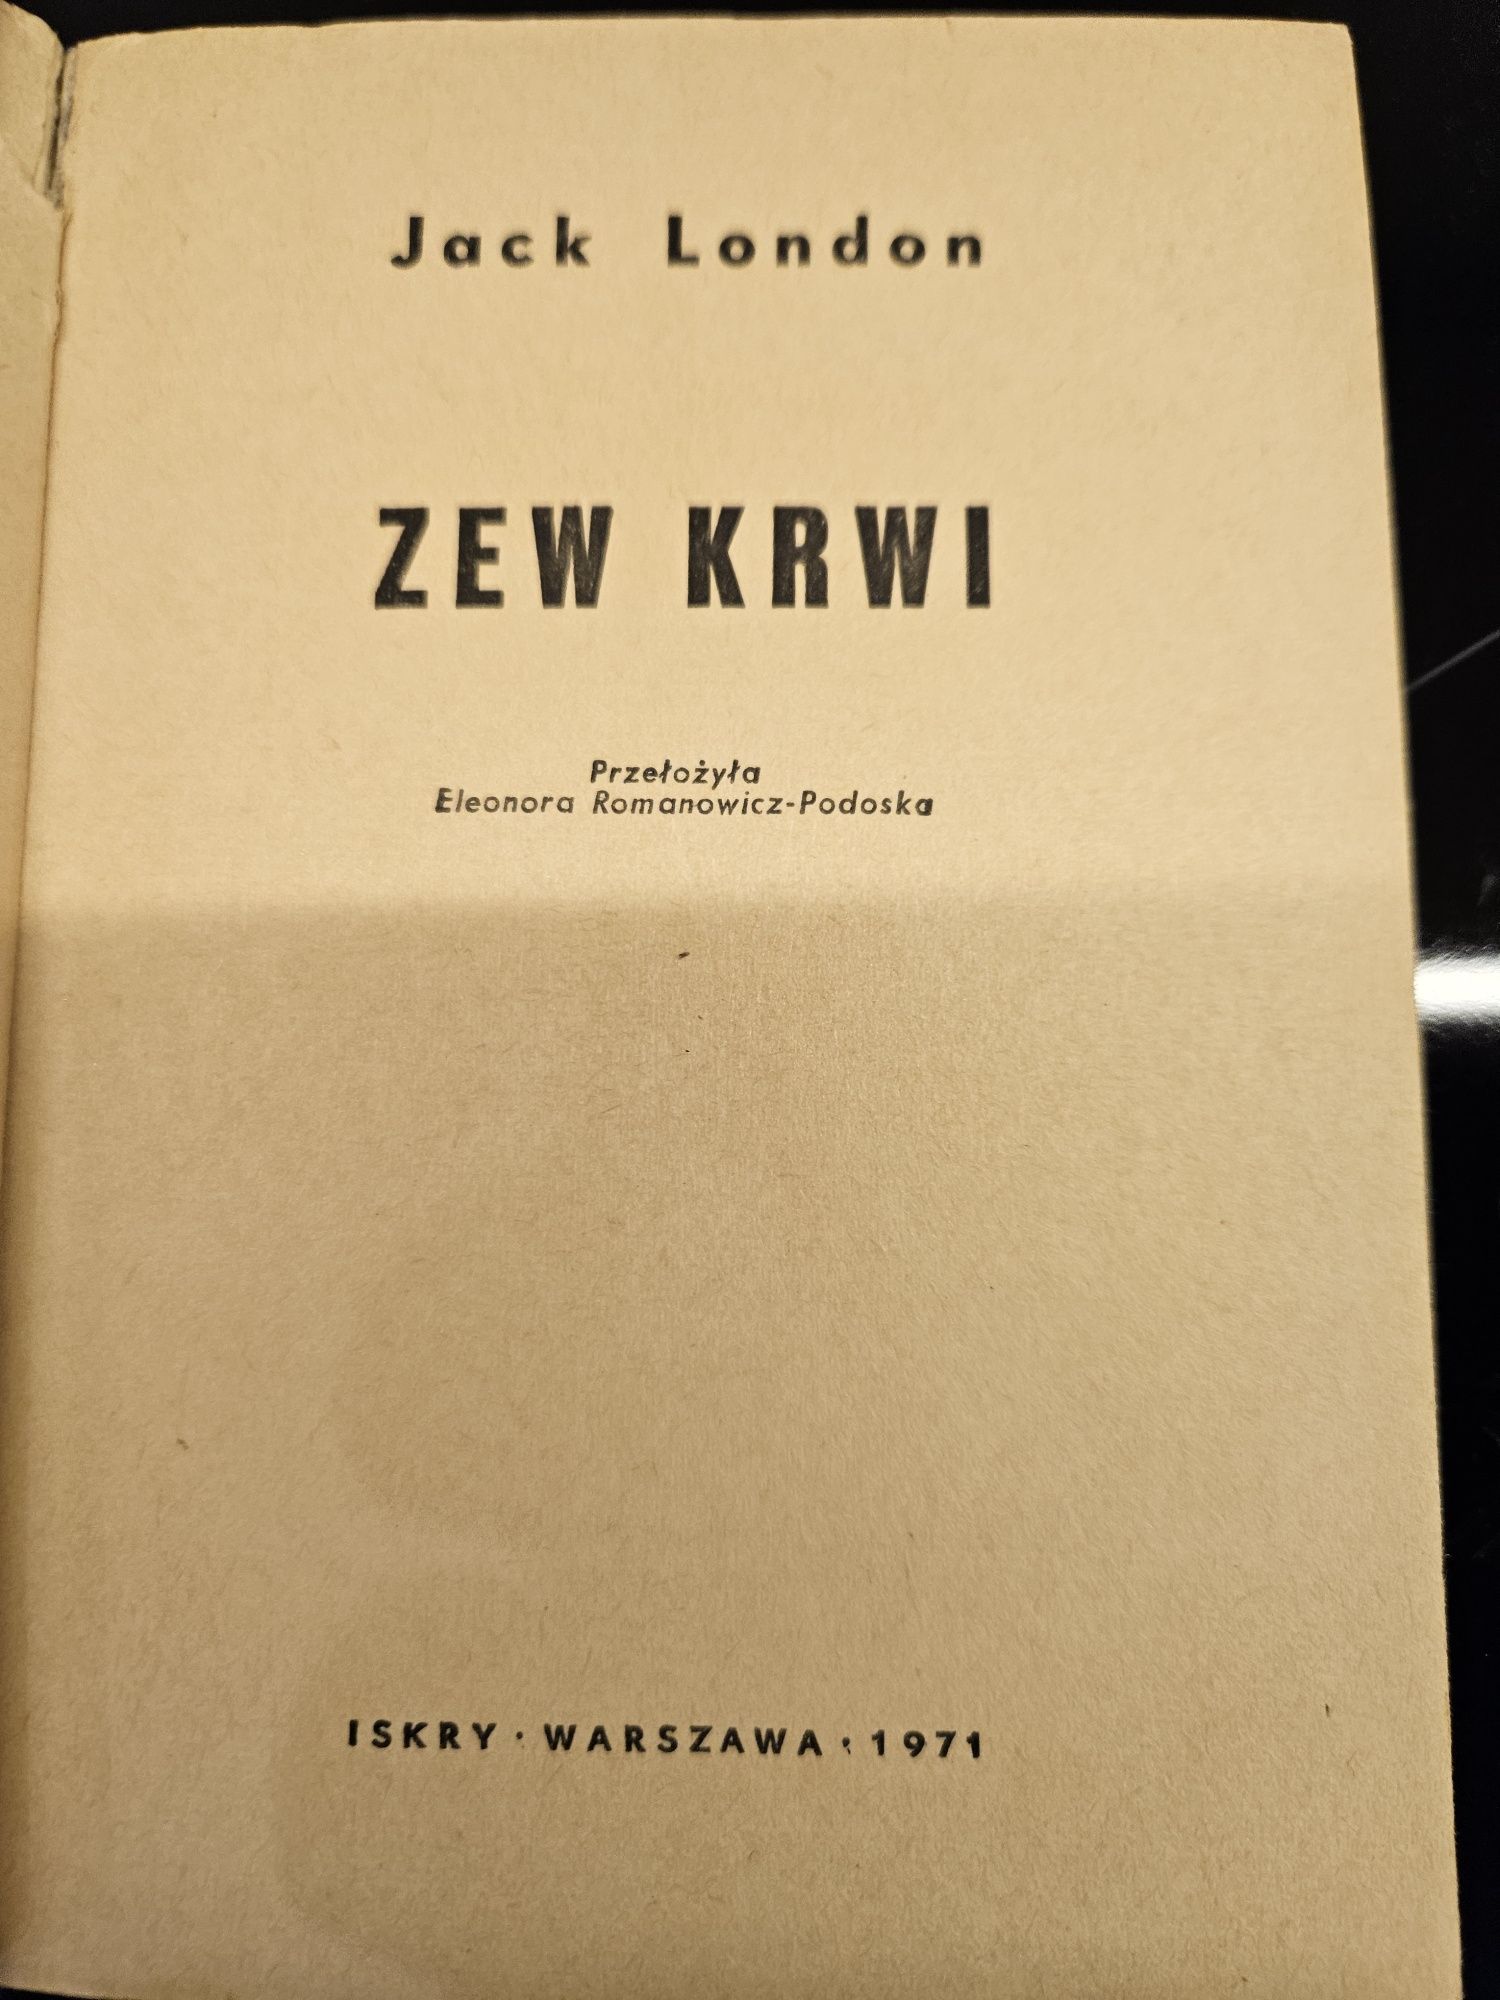 Jack London
ZEW KRWI
Przełożyła
Eleonora Romanowicz-Podoska
ISKRY · WARSZAWA · 1971